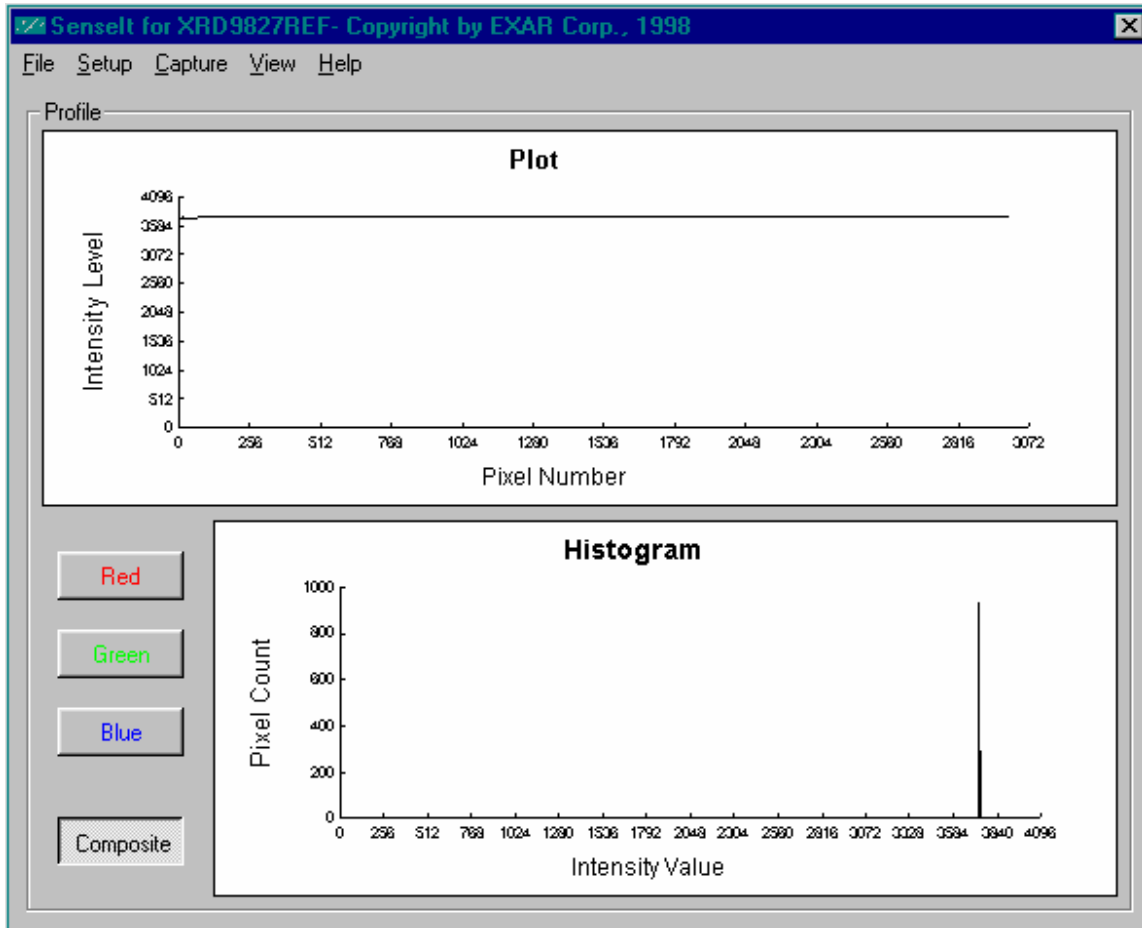 SenseIt for XRD9827REF- Copyright by EXAR Corp., 1998
File Setup Capture View Help
Profile
Plot
Intensity Level
4096
3584
3072
2560
2048
1536
1024
512
0
0 256 512 768 1024 1280 1536 1792 2048 2304 2560 2816 3072
Pixel Number
Red
Green
Blue
Composite
Histogram
Pixel Count
1000
800
600
400
200
0
0 256 512 768 1024 1280 1536 1792 2048 2304 2560 2816 3072 3328 3584 3840 4096
Intensity Value